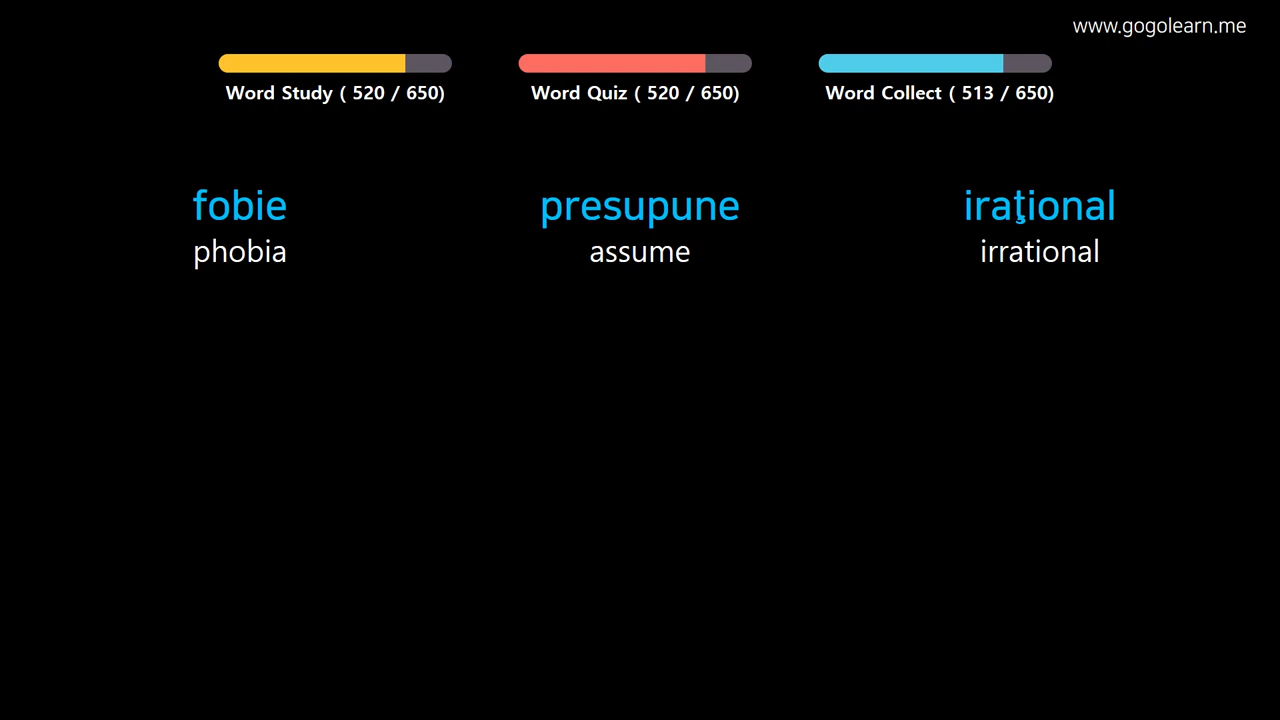 www.gogolearn.me
Word Study ( 520 / 650)
Word Quiz ( 520 / 650)
Word Collect ( 513 / 650)
fobie
phobia
presupune
assume
iraţional
irrational